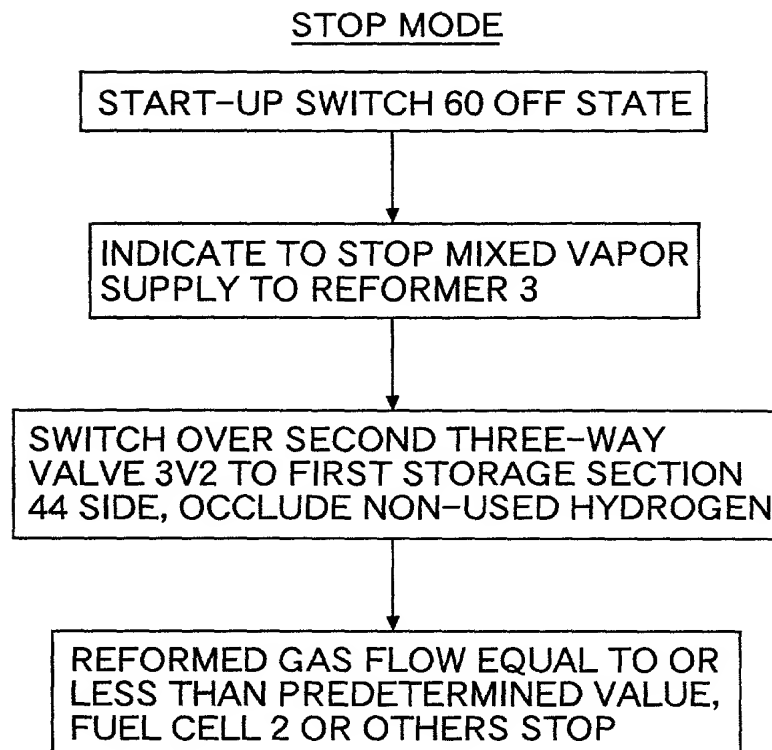 STOP MODE
START-UP SWITCH 60 OFF STATE
INDICATE TO STOP MIXED VAPOR
SUPPLY TO REFORMER 3
SWITCH OVER SECOND THREE-WAY
VALVE 3V2 TO FIRST STORAGE SECTION
44 SIDE, OCCLUDE NON-USED HYDROGEN
REFORMED GAS FLOW EQUAL TO OR
LESS THAN PREDETERMINED VALUE,
FUEL CELL 2 OR OTHERS STOP